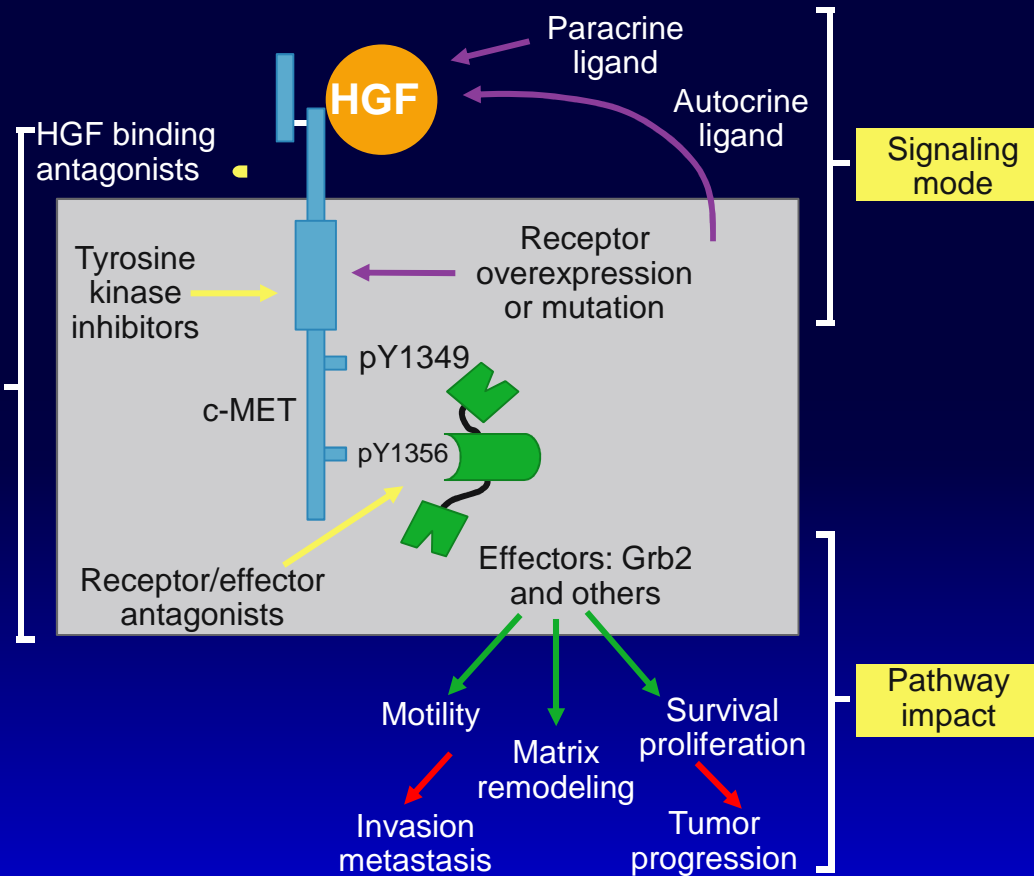 Paracrine
ligand
HGF
Autocrine
ligand
HGF binding
antagonists
Signaling
mode
Tyrosine
kinase
inhibitors
Receptor
overexpression
or mutation
pY1349
c-MET
pY1356
Receptor/effector
antagonists
Effectors: Grb2
and others
Motility
Matrix
remodeling
Survival
proliferation
Pathway
impact
Invasion
metastasis
Tumor
progression